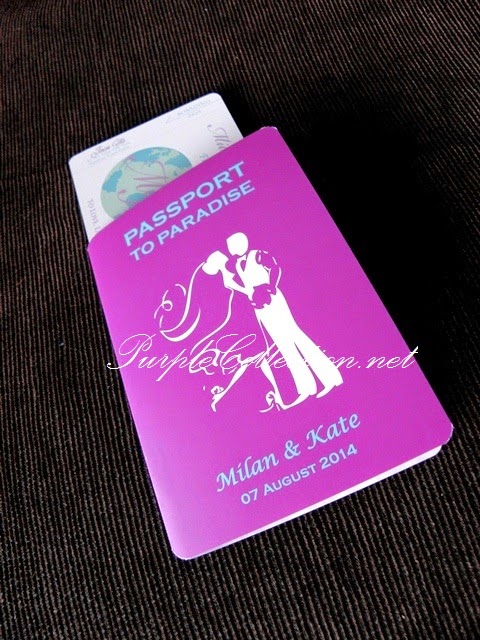 PASSPORT
TO PARADISE
PurpleCollection.net
Milan & Kate
07 AUGUST 2014